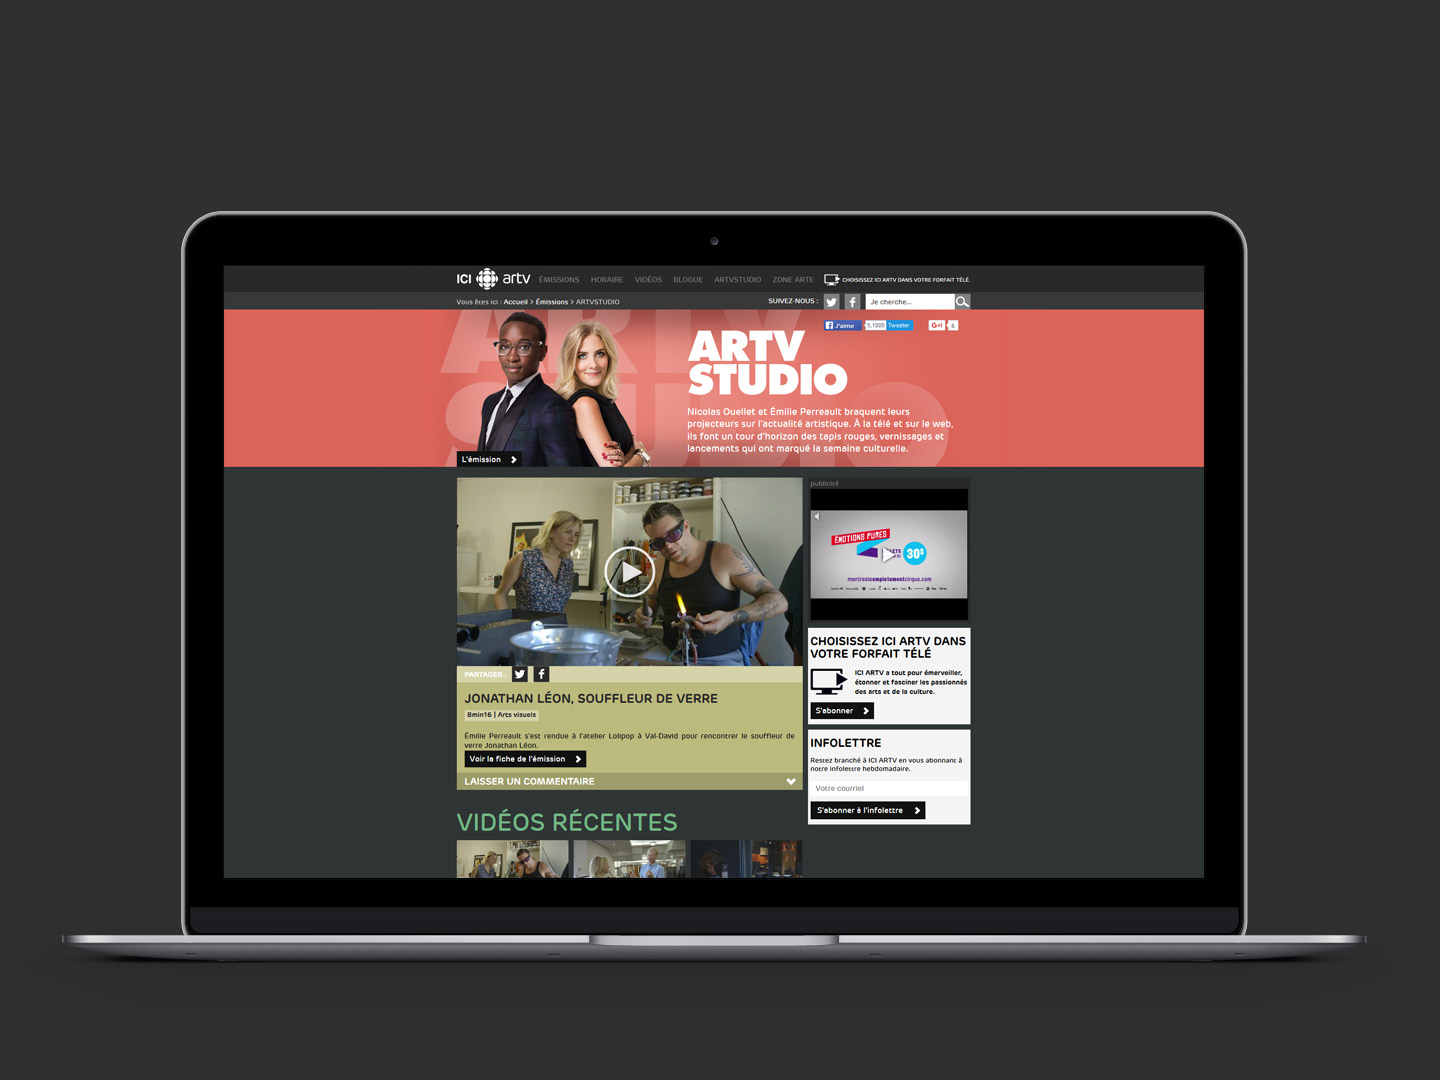 ICI artv
ÉMISSIONS HORAIRE VIDÉOS BLOGUE ARTVSTUDIO ZONE ARTE
CHOISISSEZ ICI ARTV DANS VOTRE FORFAIT TÉLÉ.
Vous êtes ici : Accueil > Émissions > ARTVSTUDIO
SUIVEZ-NOUS :
Je cherche...
J'aime 5,1000 Tweeter G+1 6
ARTV
STUDIO
ARTV
STUDIO
Nicolas Ouellet et Émilie Perreault braquent leurs
projecteurs sur l'actualité artistique. À la télé et sur le web,
ils font un tour d'horizon des tapis rouges, vernissages et
lancements qui ont marqué la semaine culturelle.
L'émission
PARTAGER :
JONATHAN LÉON, SOUFFLEUR DE VERRE
8min16 | Arts visuels
Émilie Perreault s'est rendue à l'atelier Lolipop à Val-David pour rencontrer le souffleur de
verre Jonathan Léon.
Voir la fiche de l'émission
LAISSER UN COMMENTAIRE
VIDÉOS RÉCENTES
publicité
ÉMOTIONS PURES
30$
montrealcompletementcirque.com
CHOISISSEZ ICI ARTV DANS
VOTRE FORFAIT TÉLÉ
ICI ARTV a tout pour émerveiller,
étonner et fasciner les passionnés
des arts et de la culture.
S'abonner
INFOLETTRE
Restez branché à ICI ARTV en vous abonnant à
notre infolettre hebdomadaire.
Votre courriel
S'abonner à l'infolettre